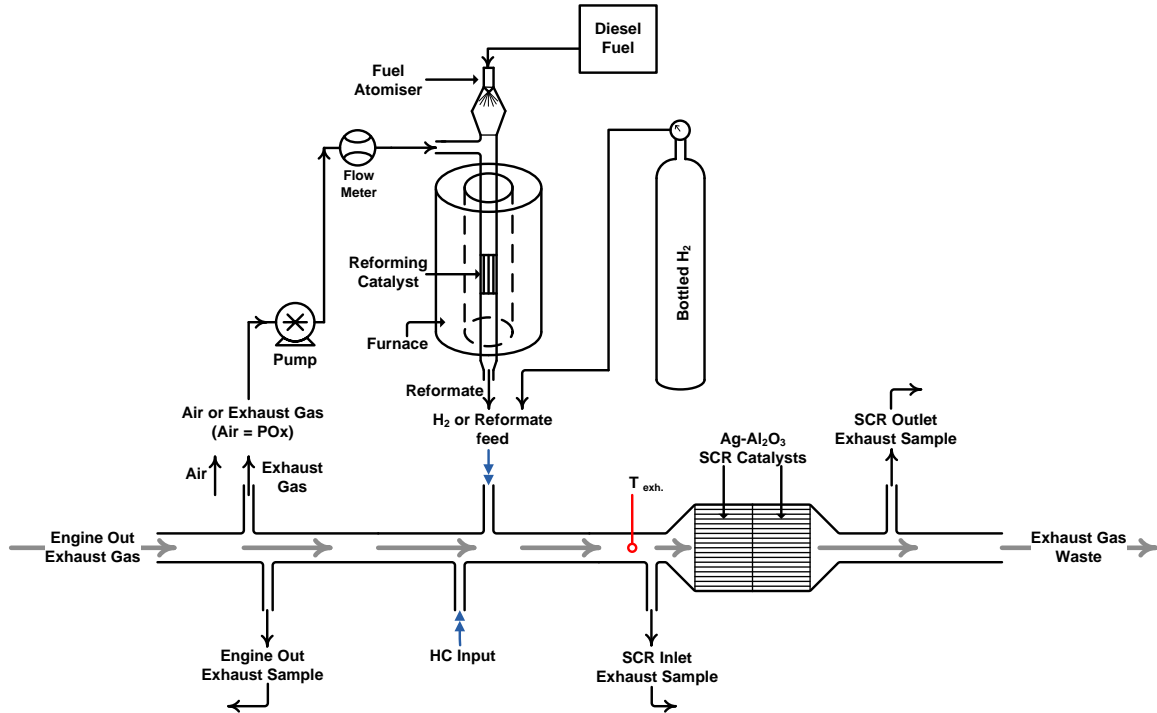 Diesel
Fuel
Fuel
Atomiser
Flow
Meter
Bottled H₂
Reforming
Catalyst
Furnace
Pump
Reformate
Air or Exhaust Gas
(Air = POx)
H₂ or Reformate
feed
SCR Outlet
Exhaust Sample
Ag-Al₂O₃
SCR Catalysts
Air
Exhaust
Gas
T exh.
Engine Out
Exhaust Gas
Exhaust Gas
Waste
Engine Out
Exhaust Sample
HC Input
SCR Inlet
Exhaust Sample